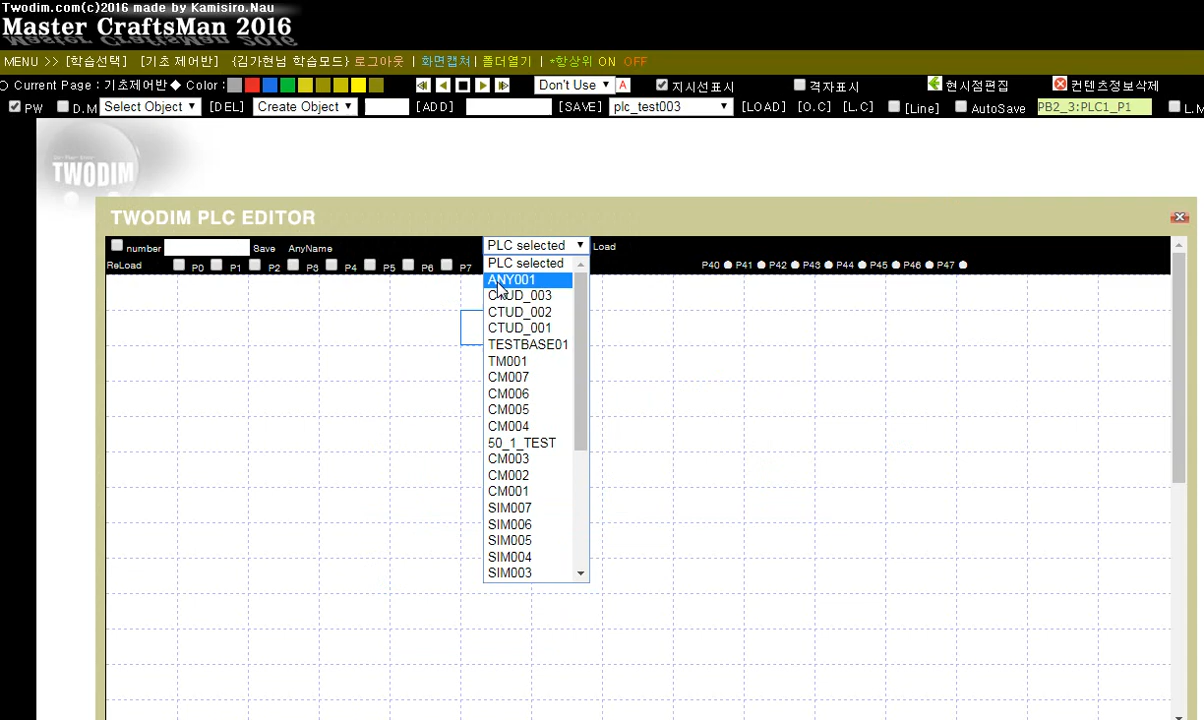 Twodim.com(c)2016 made by Kamisiro.Nau
Master CraftsMan 2016
MENU >> [학습선택] [기초 제어반] {김가현님 학습모드} 로그아웃 | 화면캡쳐 | 폴더열기 | *항상위 ON OFF
Current Page : 기초제어반◆ Color : Don't Use A 지시선표시 격자표시 현시점편집 컨텐츠정보삭제
PW D.M Select Object [DEL] Create Object [ADD] [SAVE] plc_test003 [LOAD] [O.C] [L.C] [Line] AutoSave PB2_3:PLC1_P1 L.M
TWODIM
TWODIM PLC EDITOR
number Save AnyName PLC selected Load
ReLoad P0 P1 P2 P3 P4 P5 P6 P7 P40 P41 P42 P43 P44 P45 P46 P47
PLC selected
ANY001
CTUD_003
CTUD_002
CTUD_001
TESTBASE01
TM001
CM007
CM006
CM005
CM004
50_1_TEST
CM003
CM002
CM001
SIM007
SIM006
SIM005
SIM004
SIM003